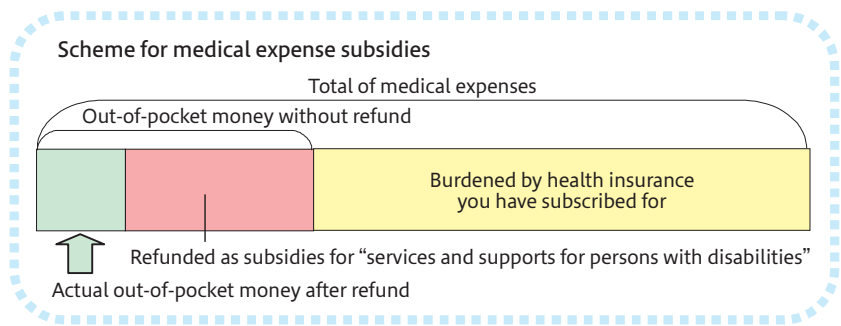 Scheme for medical expense subsidies
Total of medical expenses
Out-of-pocket money without refund
Burdened by health insurance
you have subscribed for
Refunded as subsidies for “services and supports for persons with disabilities”
Actual out-of-pocket money after refund